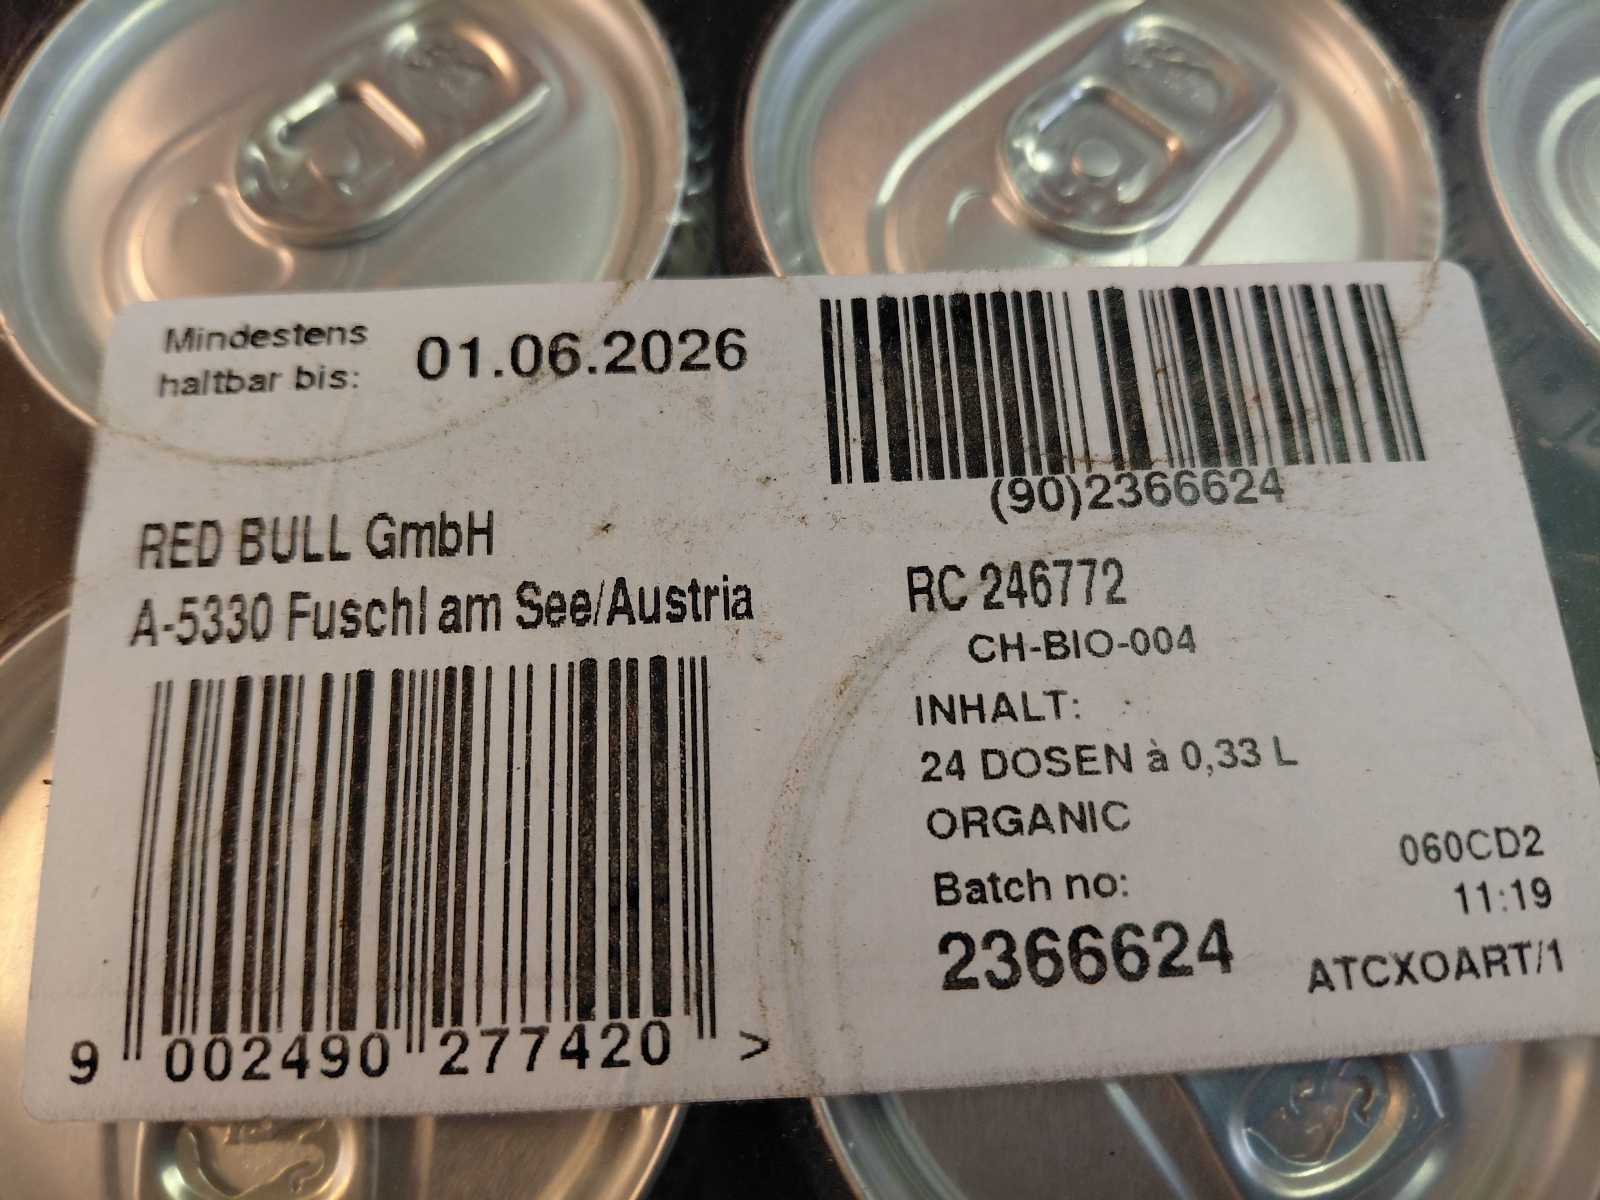 Mindestens
haltbar bis:
01.06.2026
(90)2366624
RED BULL GmbH
A-5330 Fuschl am See/Austria
RC 246772
CH-BIO-004
INHALT:
24 DOSEN à 0,33 L
ORGANIC
Batch no:
2366624
060CD2
11:19
ATCXOART/1
9 002490 277420 >